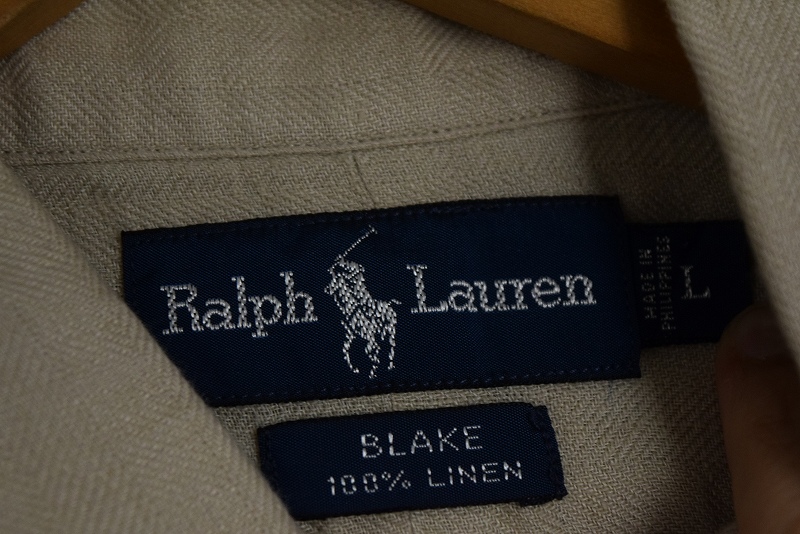 Ralph Lauren
MADE IN
PHILIPPINES
L
BLAKE
100% LINEN